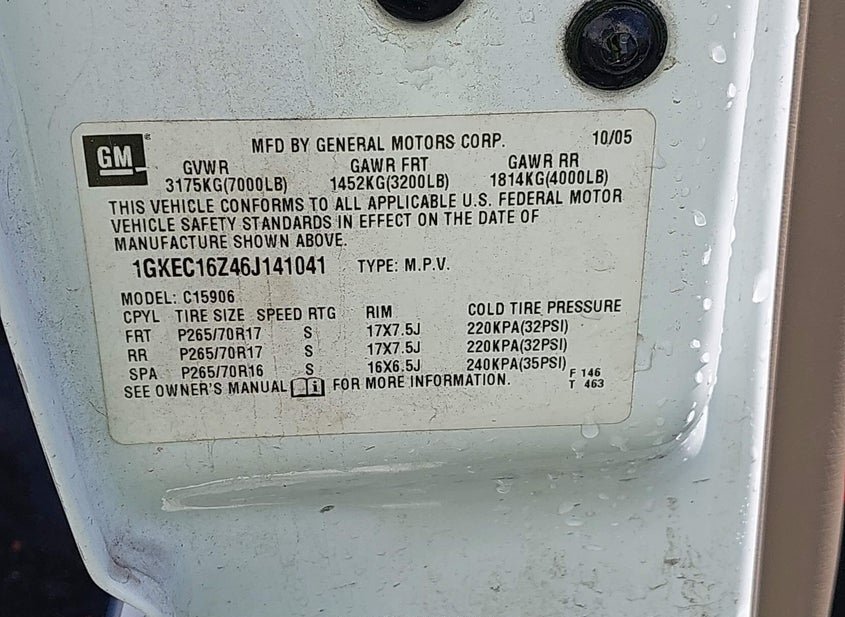 GM®
MFD BY GENERAL MOTORS CORP. 10/05
GVWR GAWR FRT GAWR RR
3175KG(7000LB) 1452KG(3200LB) 1814KG(4000LB)
THIS VEHICLE CONFORMS TO ALL APPLICABLE U.S. FEDERAL MOTOR
VEHICLE SAFETY STANDARDS IN EFFECT ON THE DATE OF
MANUFACTURE SHOWN ABOVE.
1GKEC16Z46J141041 TYPE: M.P.V.
MODEL: C15906
CPYL TIRE SIZE SPEED RTG RIM COLD TIRE PRESSURE
FRT P265/70R17 S 17X7.5J 220KPA(32PSI)
RR P265/70R17 S 17X7.5J 220KPA(32PSI)
SPA P265/70R16 S 16X6.5J 240KPA(35PSI)
SEE OWNER'S MANUAL i FOR MORE INFORMATION.
F 146
T 463